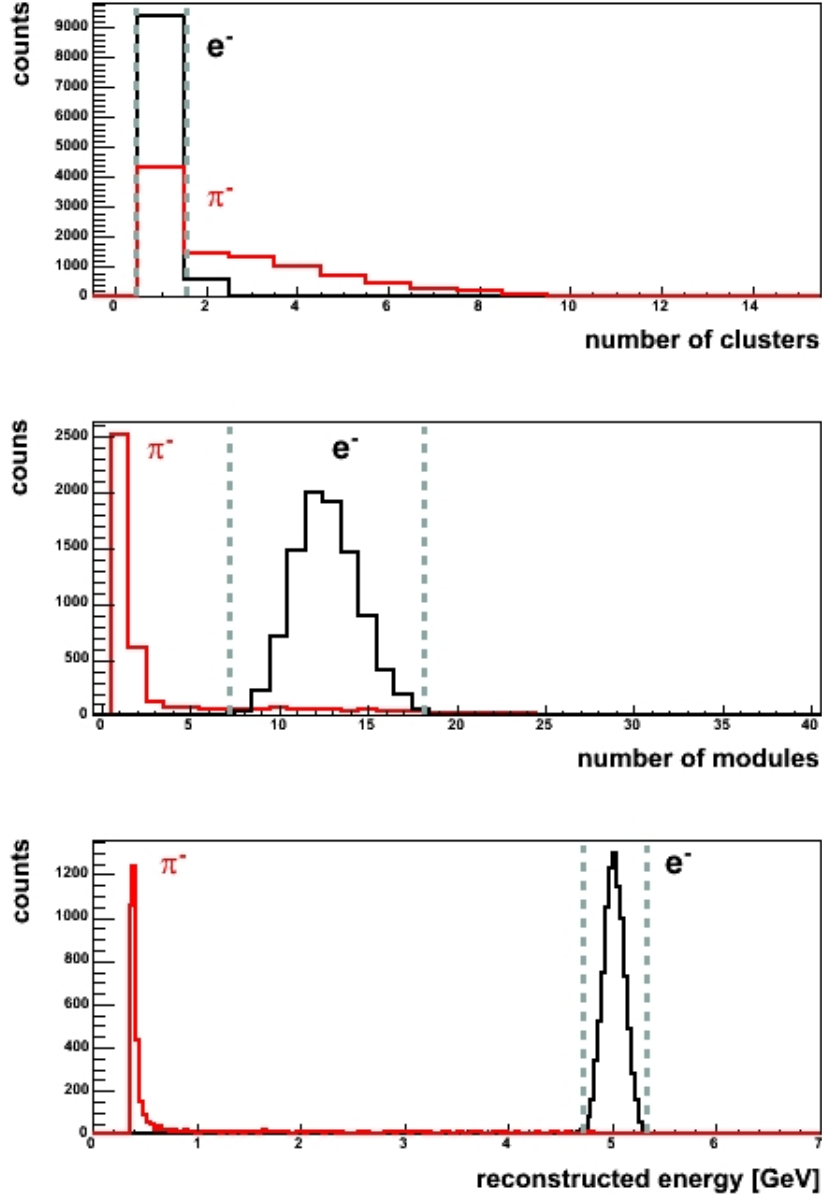 counts
9000
8000
7000
6000
5000
4000
3000
2000
1000
0
e-
π-
0 2 4 6 8 10 12 14
number of clusters
couns
2500
2000
1500
1000
500
0
π-
e-
0 5 10 15 20 25 30 35 40
number of modules
counts
1200
1000
800
600
400
200
0
π-
e-
0 1 2 3 4 5 6 7
reconstructed energy [GeV]